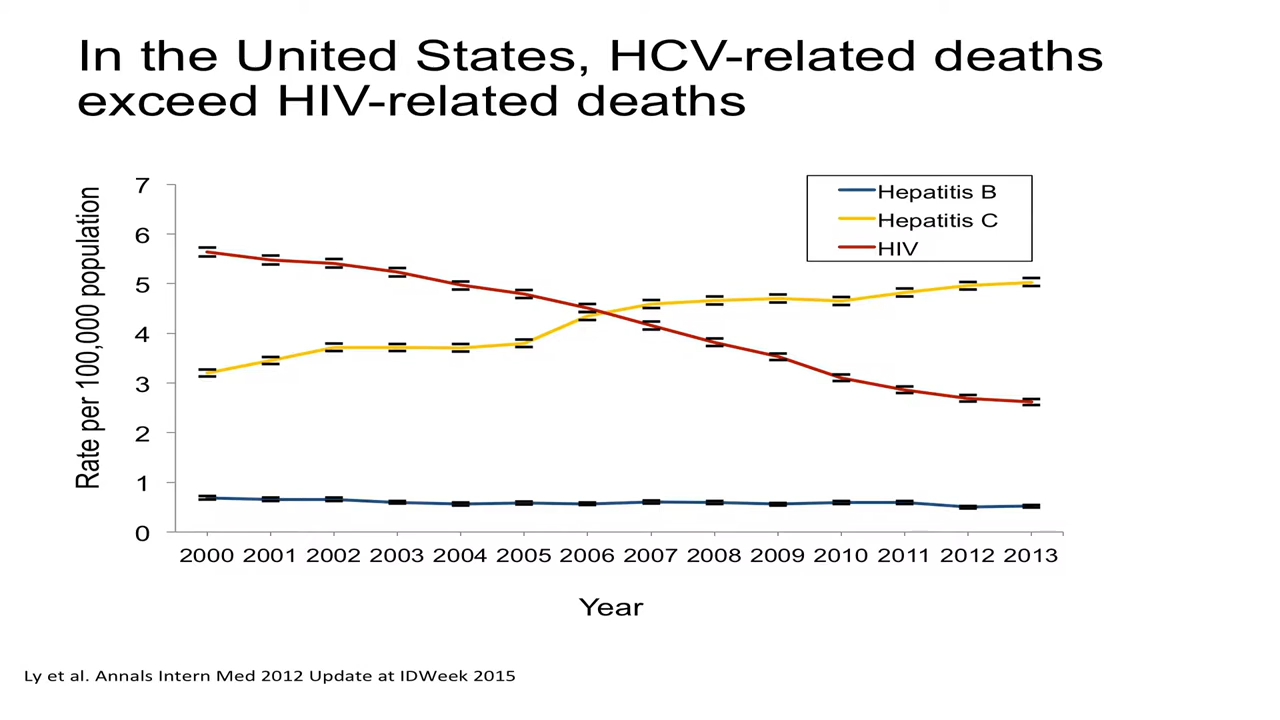 In the United States, HCV-related deaths
exceed HIV-related deaths
Rate per 100,000 population
7
6
5
4
3
2
1
0
Hepatitis B
Hepatitis C
HIV
2000 2001 2002 2003 2004 2005 2006 2007 2008 2009 2010 2011 2012 2013
Year
Ly et al. Annals Intern Med 2012 Update at IDWeek 2015